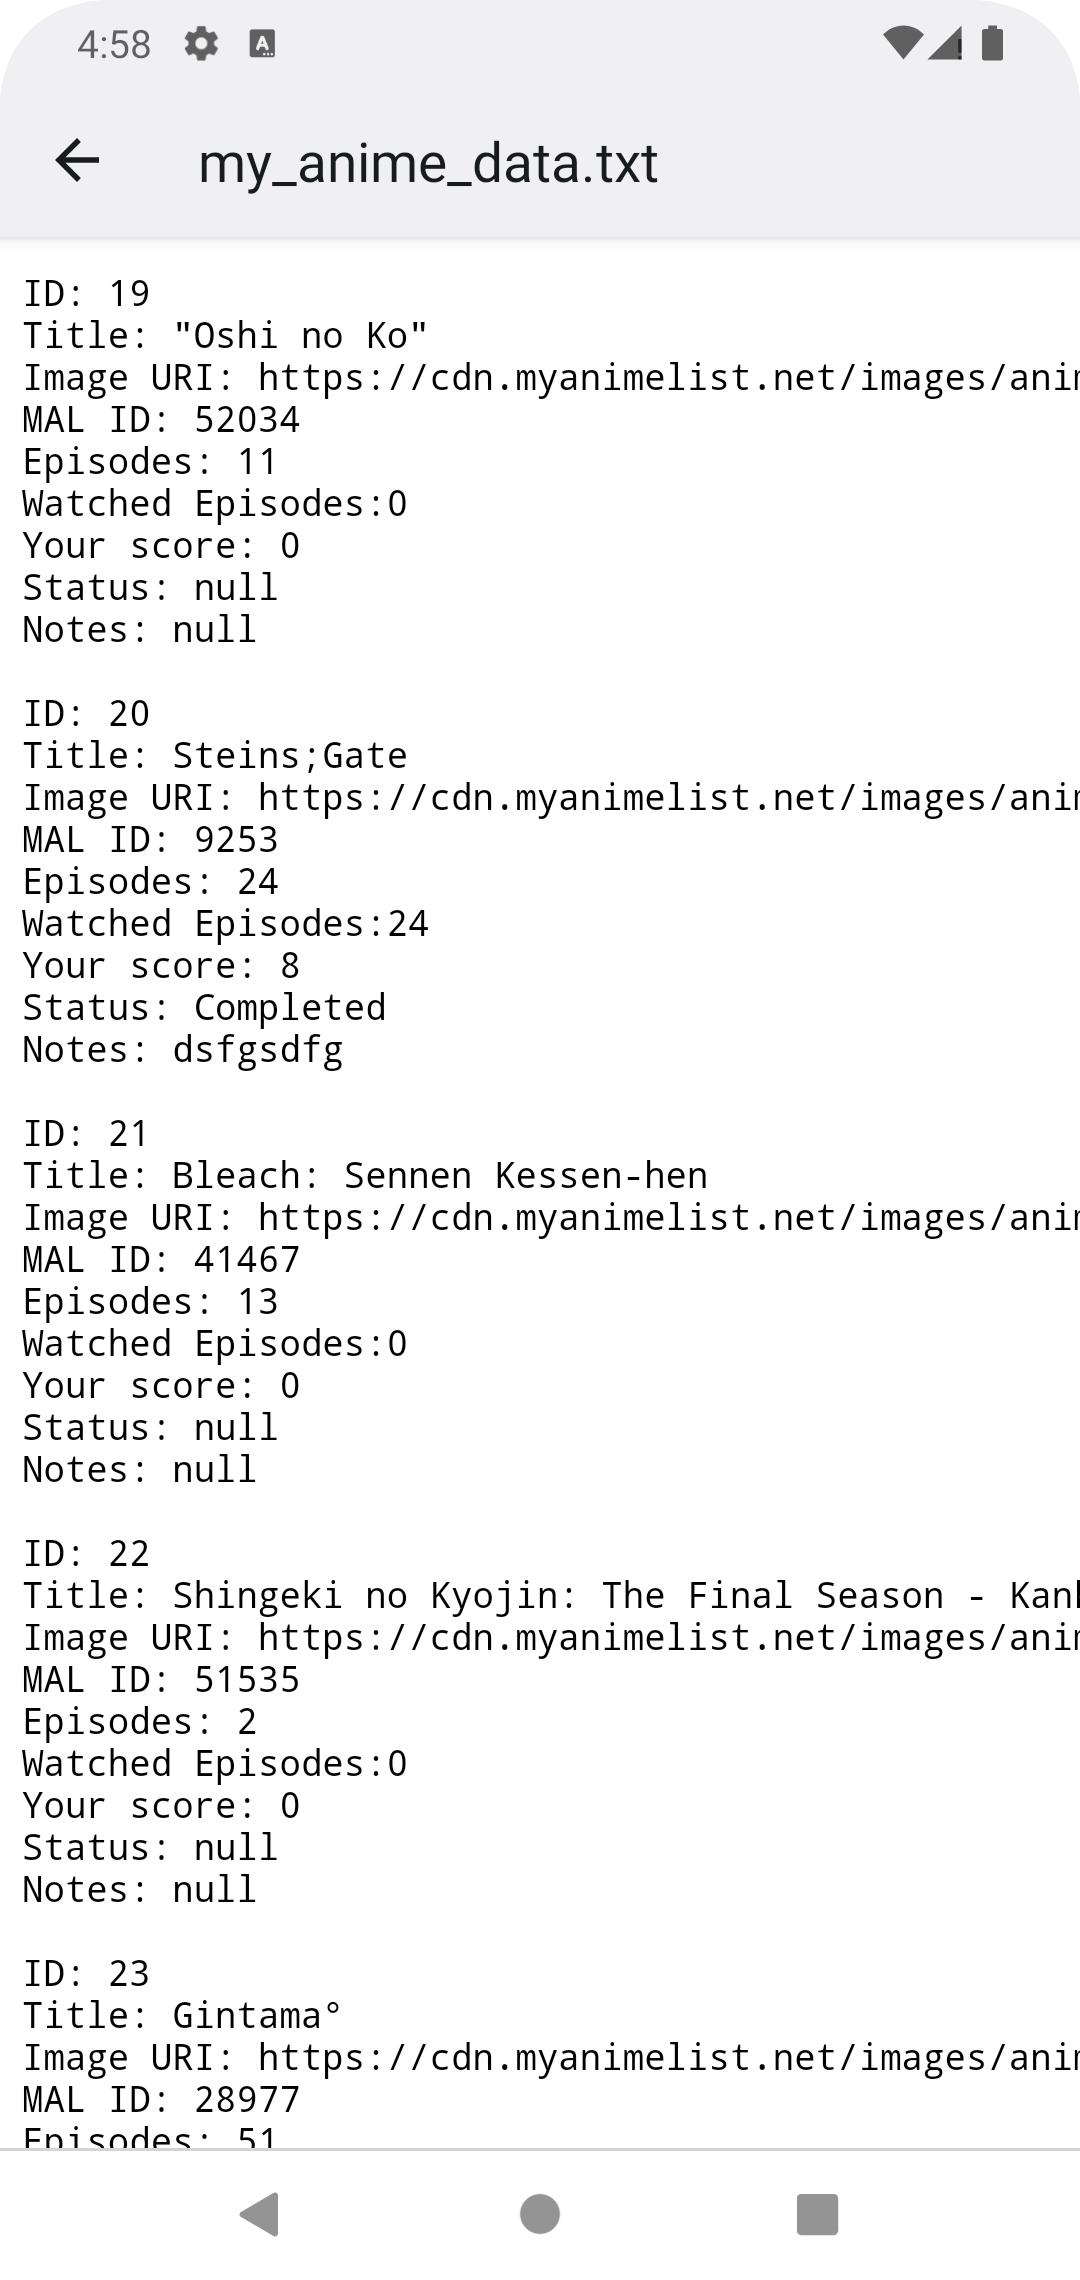 4:58
my_anime_data.txt
ID: 19
Title: "Oshi no Ko"
Image URI: https://cdn.myanimelist.net/images/anim
MAL ID: 52034
Episodes: 11
Watched Episodes:0
Your score: 0
Status: null
Notes: null
ID: 20
Title: Steins;Gate
Image URI: https://cdn.myanimelist.net/images/anim
MAL ID: 9253
Episodes: 24
Watched Episodes:24
Your score: 8
Status: Completed
Notes: dsfgsdfg
ID: 21
Title: Bleach: Sennen Kessen-hen
Image URI: https://cdn.myanimelist.net/images/anim
MAL ID: 41467
Episodes: 13
Watched Episodes:0
Your score: 0
Status: null
Notes: null
ID: 22
Title: Shingeki no Kyojin: The Final Season - Kank
Image URI: https://cdn.myanimelist.net/images/anim
MAL ID: 51535
Episodes: 2
Watched Episodes:0
Your score: 0
Status: null
Notes: null
ID: 23
Title: Gintama°
Image URI: https://cdn.myanimelist.net/images/anim
MAL ID: 28977
Episodes: 51